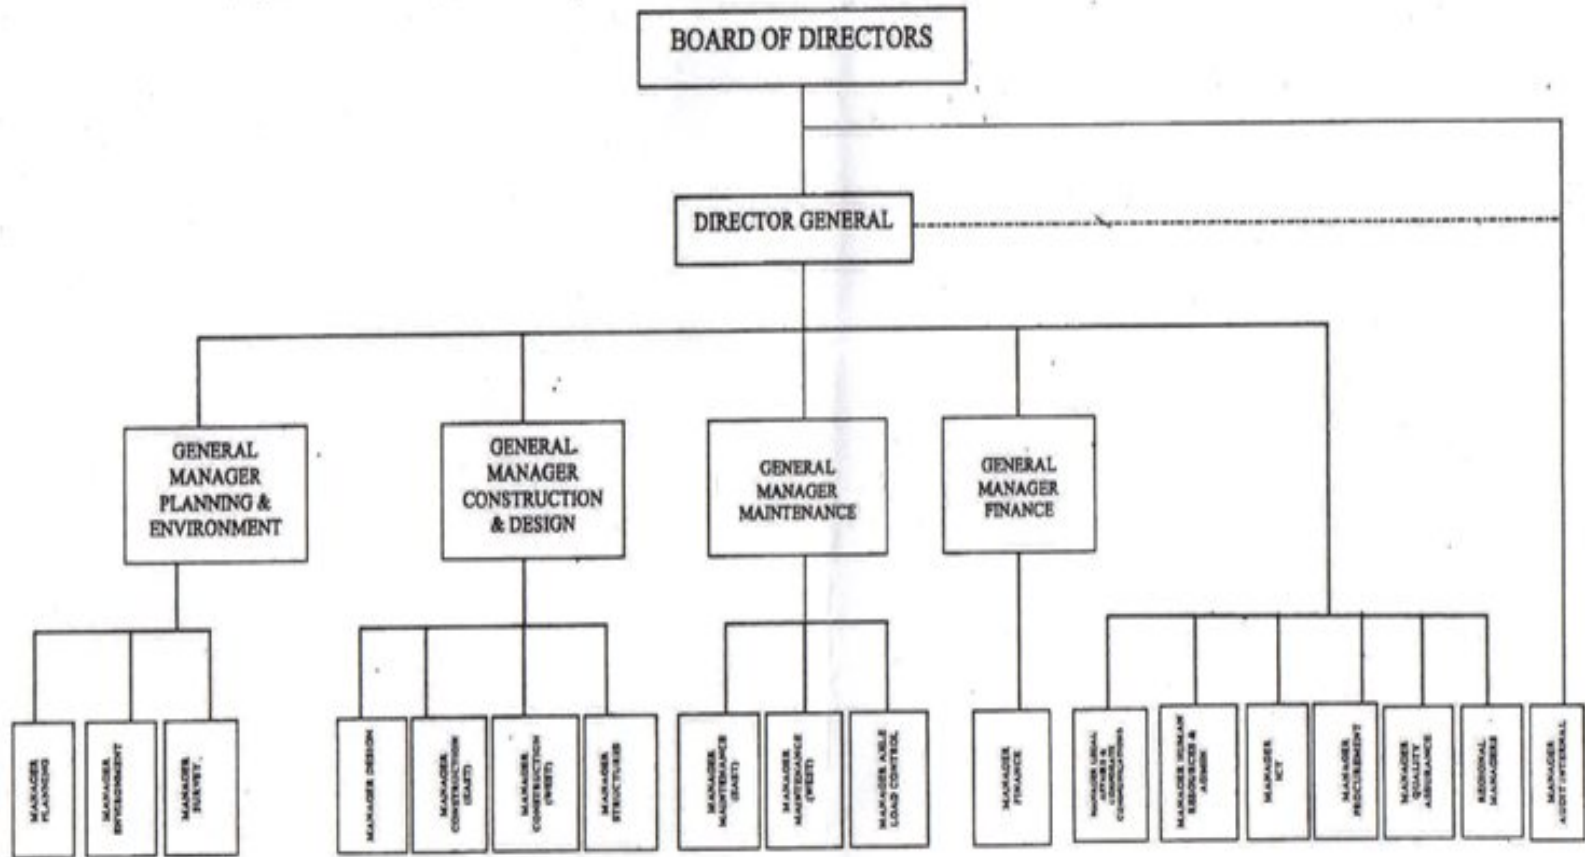 BOARD OF DIRECTORS
DIRECTOR GENERAL
GENERAL
MANAGER
PLANNING &
ENVIRONMENT
GENERAL
MANAGER
CONSTRUCTION
& DESIGN
GENERAL
MANAGER
MAINTENANCE
GENERAL
MANAGER
FINANCE
MANAGER
PLANNING
MANAGER
ENVIRONMENT
MANAGER
SURVEY
MANAGER DESIGN
MANAGER
CONSTRUCTION
(EAST)
MANAGER
CONSTRUCTION
(WEST)
MANAGER
STRUCTURES
MANAGER
MAINTENANCE
(EAST)
MANAGER
MAINTENANCE
(WEST)
MANAGER AXLE
LOAD CONTROL
MANAGER
FINANCE
MANAGER LEGAL
AFFAIRS &
MANAGER HUMAN
RESOURCES &
ADMIN
MANAGER
ICT
MANAGER
PROCUREMENT
MANAGER
QUALITY
ASSURANCE
REGIONAL
MANAGERS
MANAGER
AUDIT INTERNAL